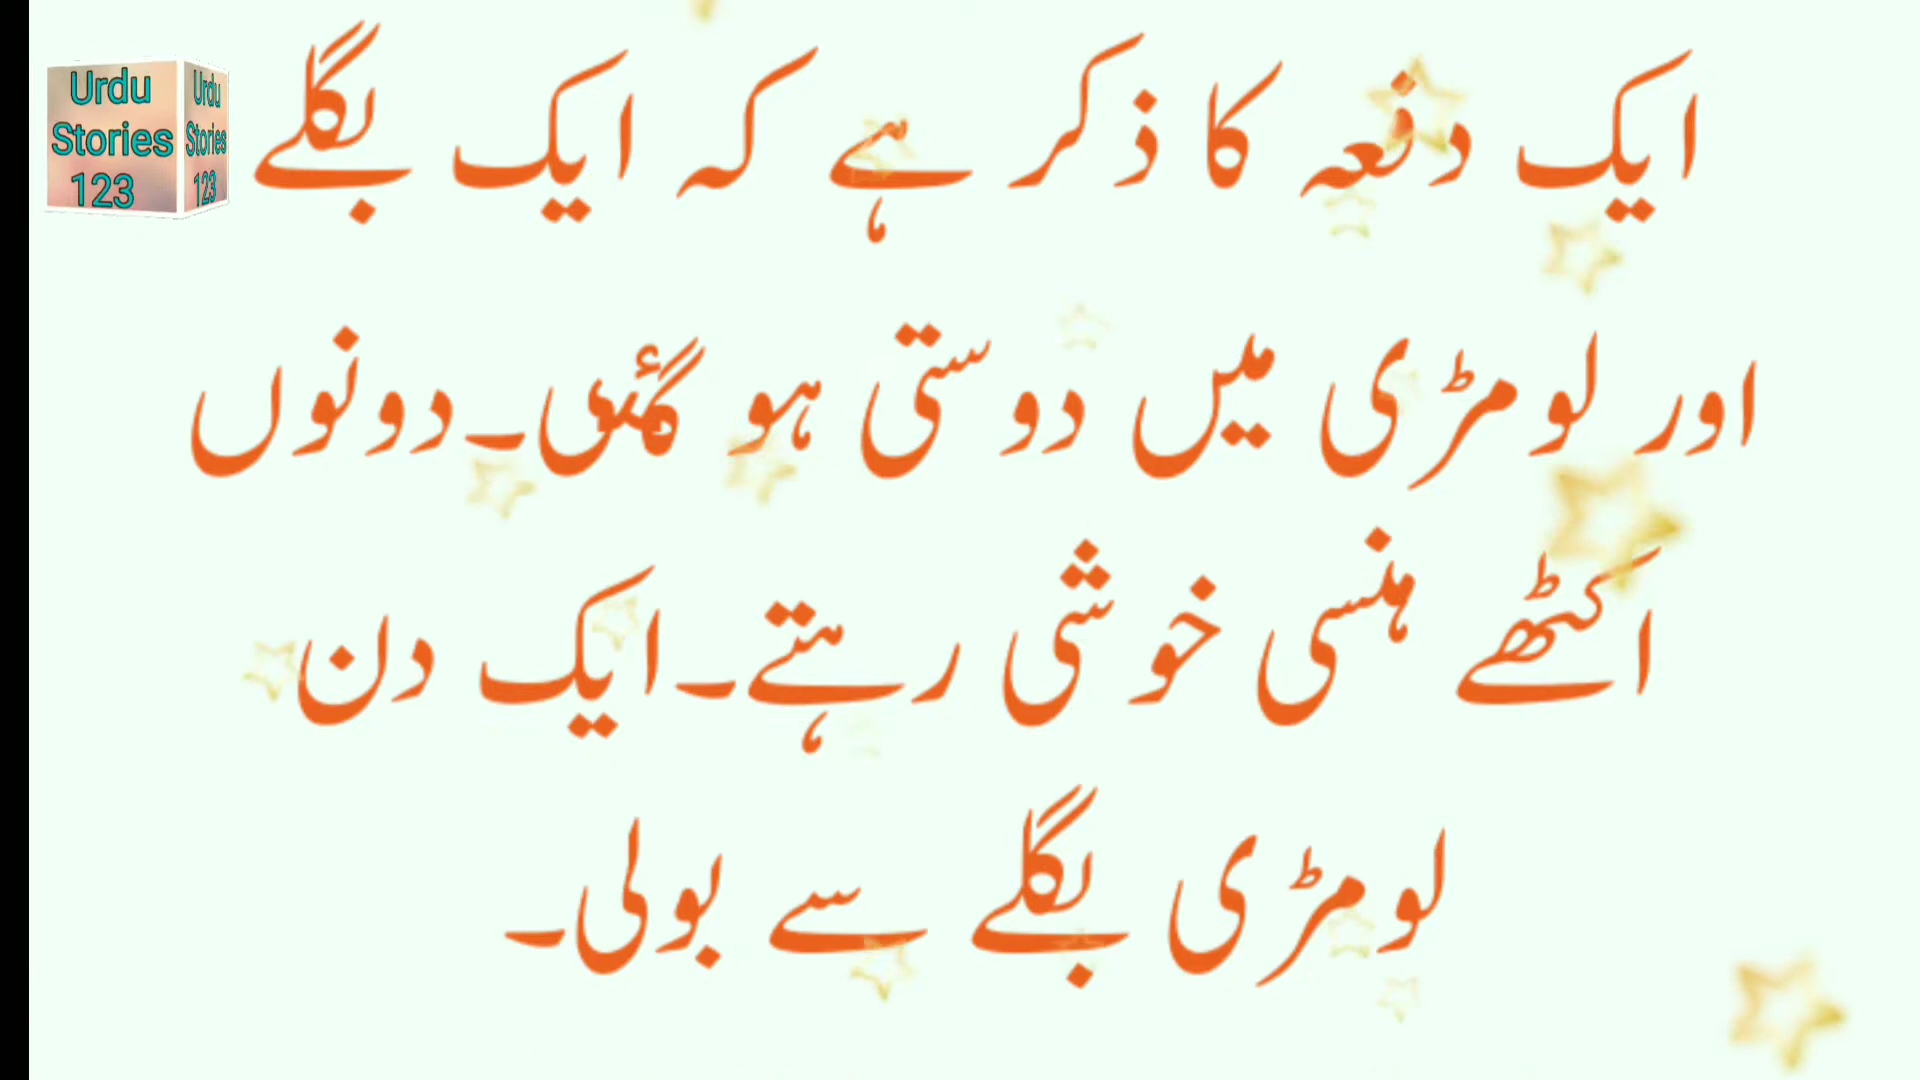 Urdu
Stories
123
Urdu
Stories
123
ایک دفعہ کا ذکر ہے کہ ایک بگلے
اور لومڑی میں دوستی ہو گئی۔دونوں
اکٹھے ہنسی خوشی رہتے۔ایک دن
لومڑی بگلے سے بولی۔